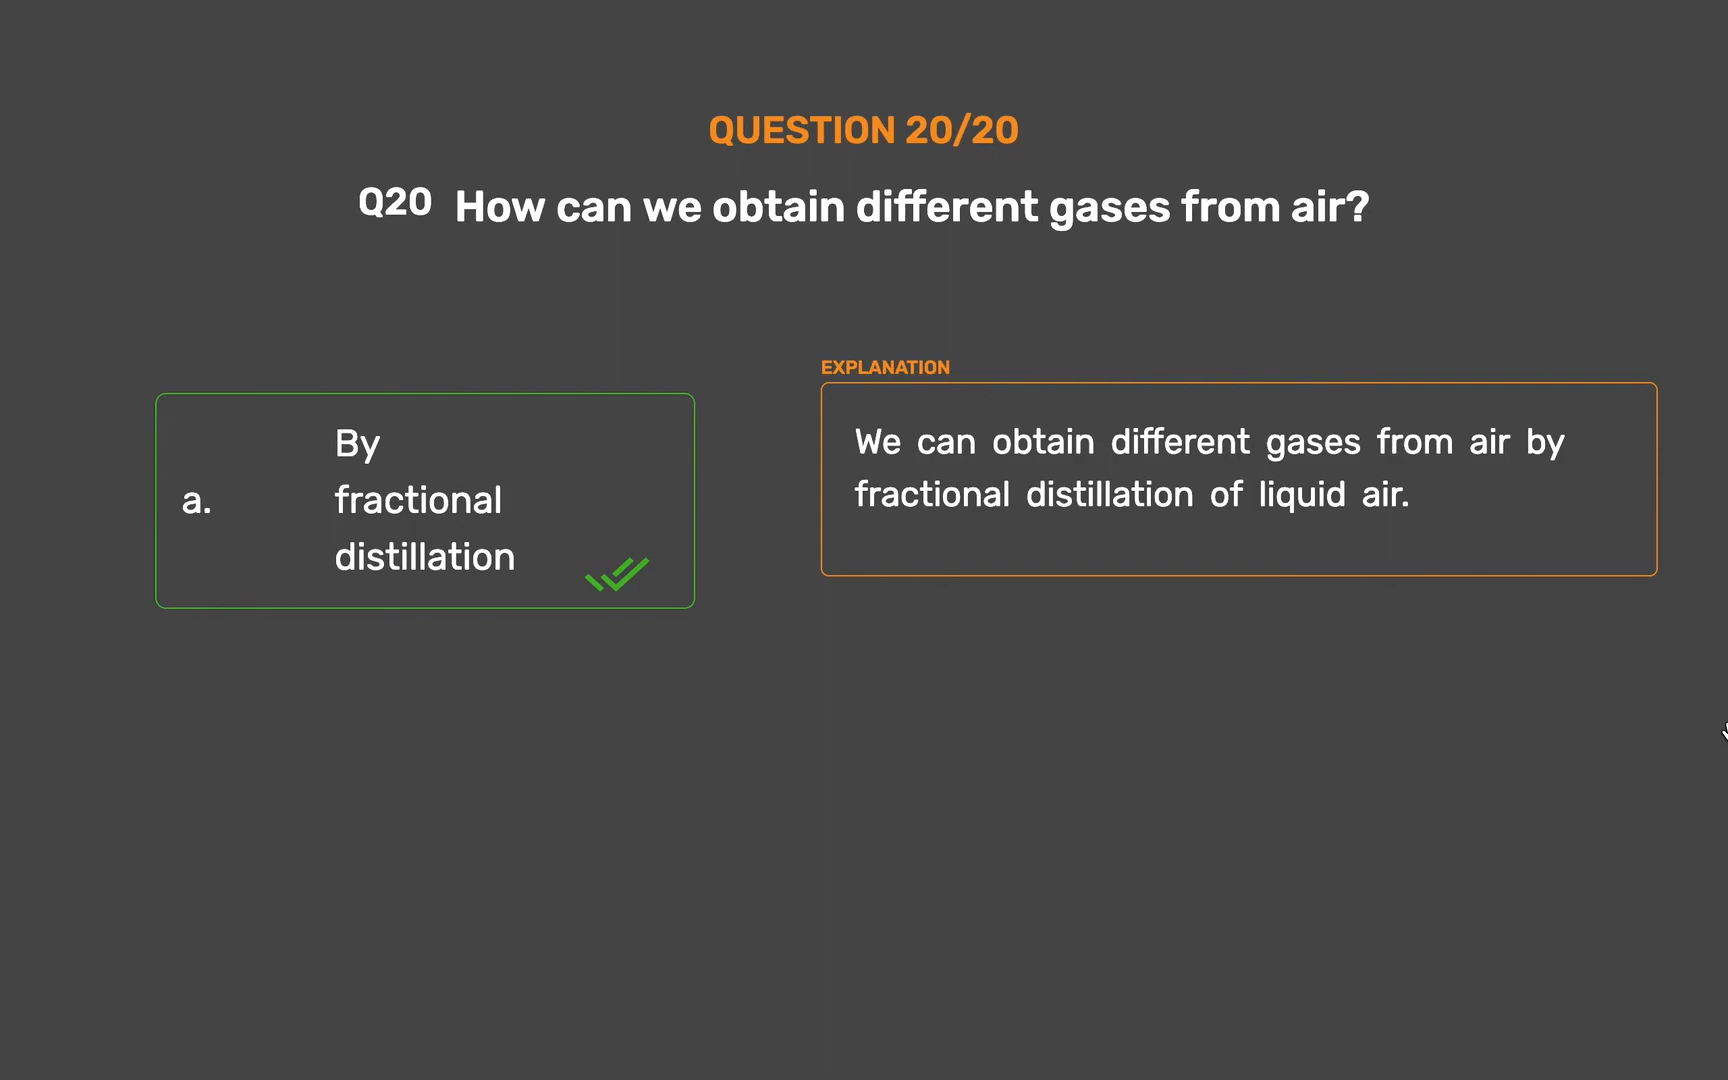 QUESTION 20/20
Q20 How can we obtain different gases from air?
a.
By
fractional
distillation
EXPLANATION
We can obtain different gases from air by
fractional distillation of liquid air.